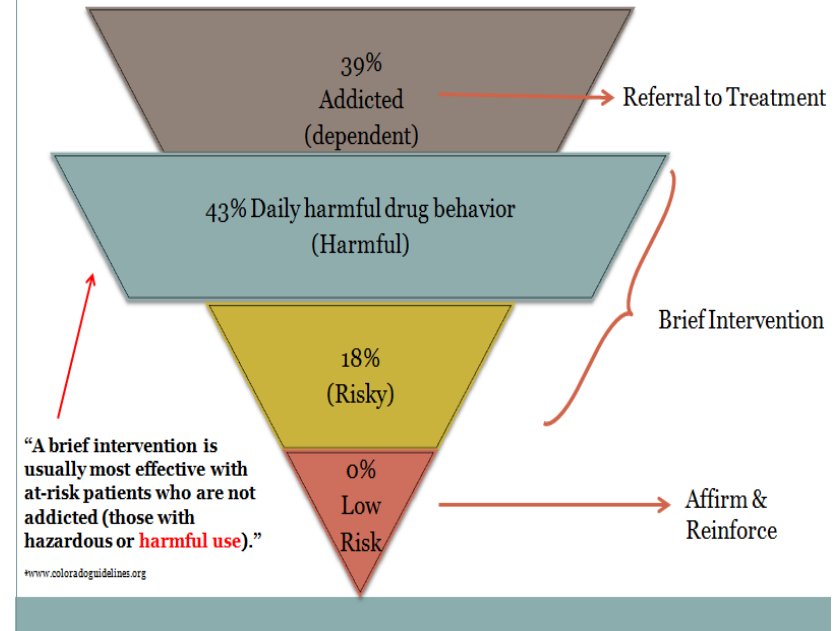 39%
Addicted
(dependent)
Referral to Treatment
43% Daily harmful drug behavior
(Harmful)
Brief Intervention
18%
(Risky)
“A brief intervention is
usually most effective with
at-risk patients who are not
addicted (those with
hazardous or harmful use).”
*www.coloradoguidelines.org
0%
Low
Risk
Affirm &
Reinforce